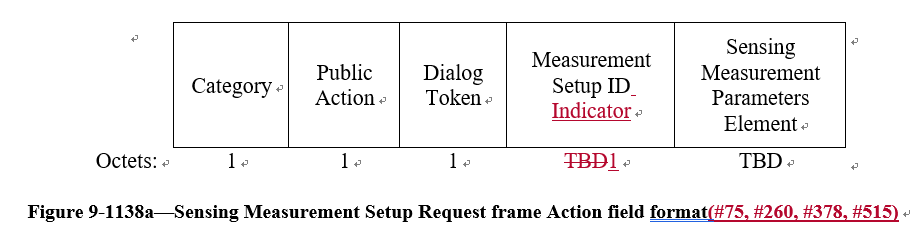 Category
Public
Action
Dialog
Token
Measurement
Setup ID
Indicator
Sensing
Measurement
Parameters
Element
Octets: 1 1 1 TBD1 TBD
Figure 9-1138a—Sensing Measurement Setup Request frame Action field format(#75, #260, #378, #515)